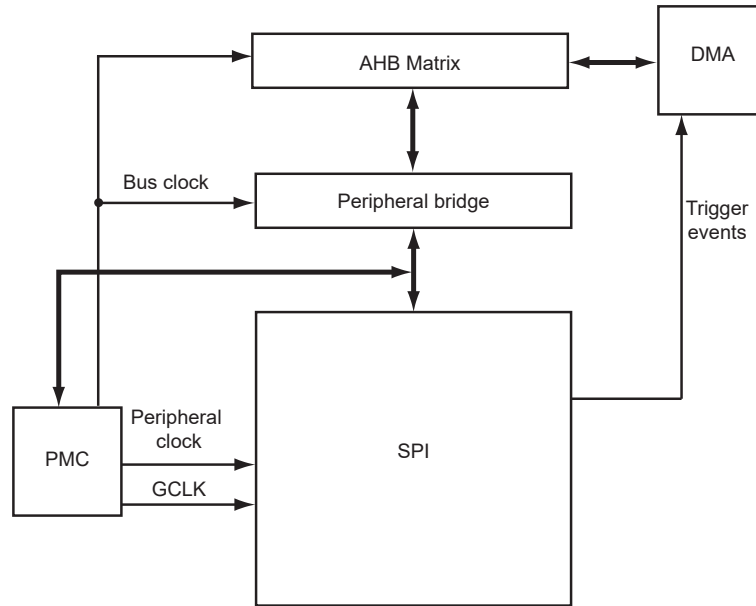 AHB Matrix
DMA
Bus clock
Peripheral bridge
Trigger
events
Peripheral
clock
PMC
SPI
GCLK